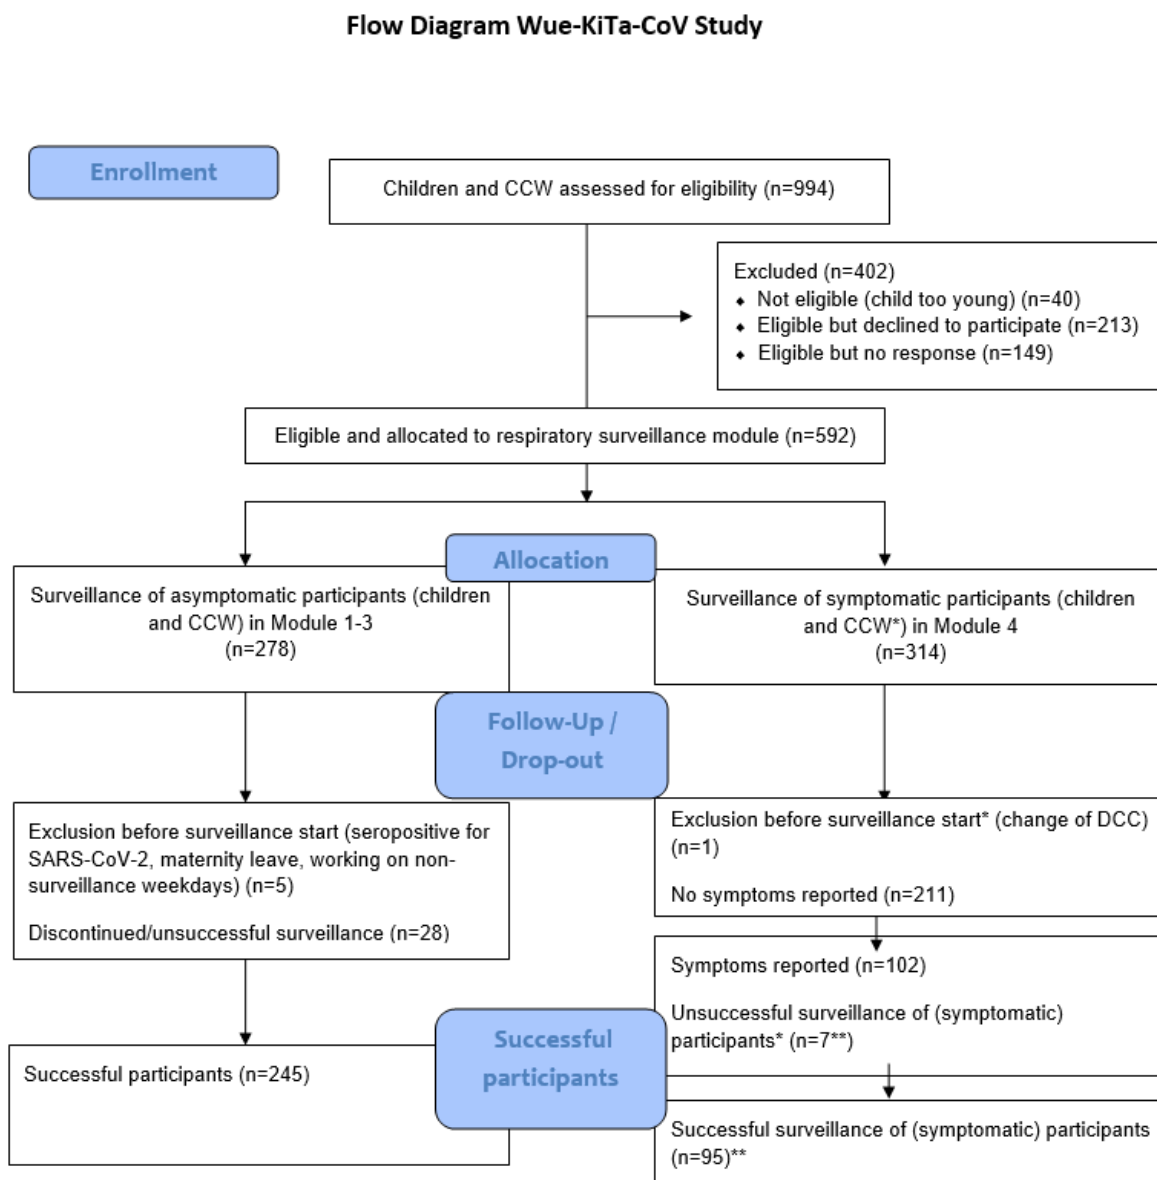 Flow Diagram Wue-KiTa-CoV Study
Enrollment
Children and CCW assessed for eligibility (n=994)
Excluded (n=402)
⬥ Not eligible (child too young) (n=40)
⬥ Eligible but declined to participate (n=213)
⬥ Eligible but no response (n=149)
Eligible and allocated to respiratory surveillance module (n=592)
Allocation
Surveillance of asymptomatic participants (children
and CCW) in Module 1-3
(n=278)
Surveillance of symptomatic participants (children
and CCW*) in Module 4
(n=314)
Follow-Up /
Drop-out
Exclusion before surveillance start (seropositive for
SARS-CoV-2, maternity leave, working on non-
surveillance weekdays) (n=5)
Discontinued/unsuccessful surveillance (n=28)
Exclusion before surveillance start* (change of DCC)
(n=1)
No symptoms reported (n=211)
Symptoms reported (n=102)
Unsuccessful surveillance of (symptomatic)
participants* (n=7**)
Successful
participants
Successful participants (n=245)
Successful surveillance of (symptomatic) participants
(n=95)**